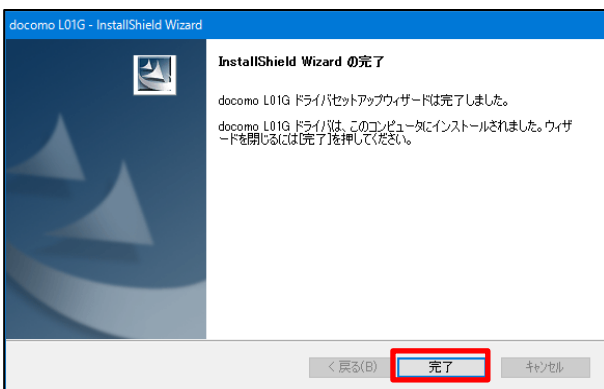 docomo L01G - InstallShield Wizard
InstallShield Wizard の完了
docomo L01G ドライバセットアップウィザードは完了しました。
docomo L01G ドライバは、このコンピュータにインストールされました。ウィザ
ードを閉じるには[完了]を押してください。
< 戻る(B)
完了
キャンセル